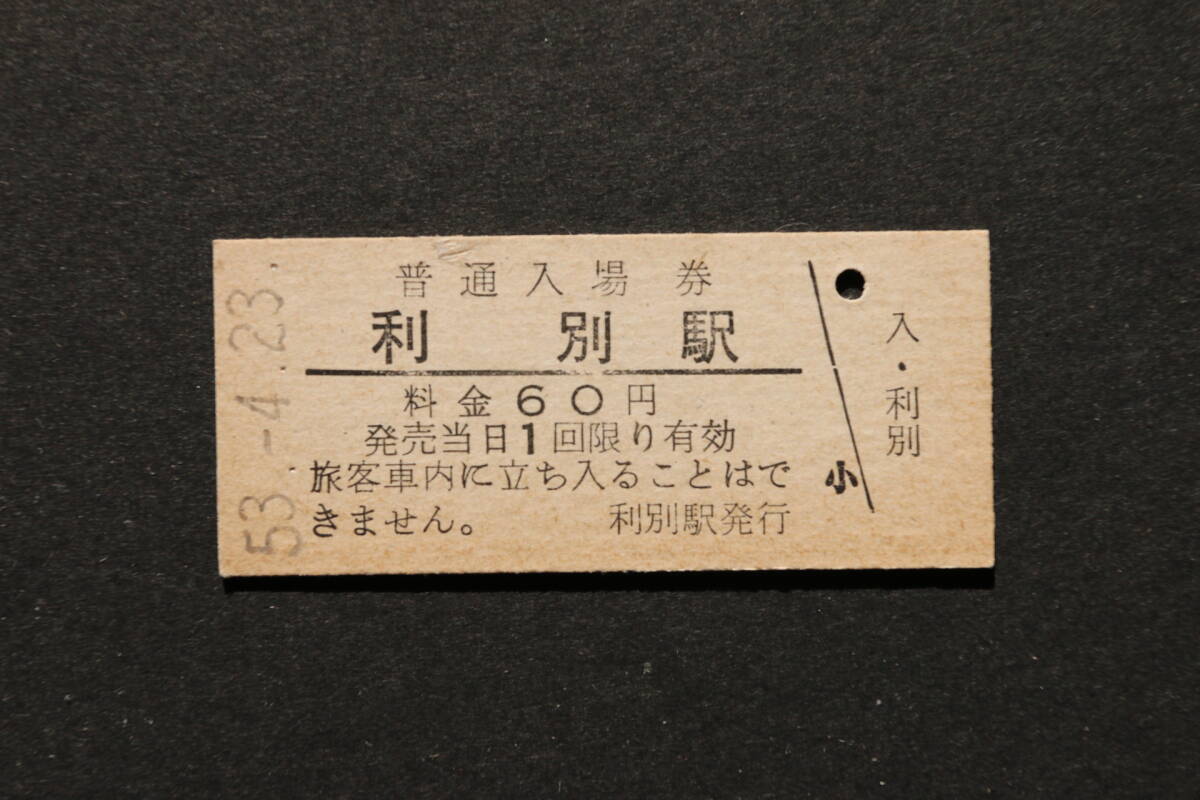 53.-4.23.
普通入場券
利別駅
料金60円
発売当日1回限り有効
旅客車内に立ち入ることはで
きません。 利別駅発行
小
入・利別